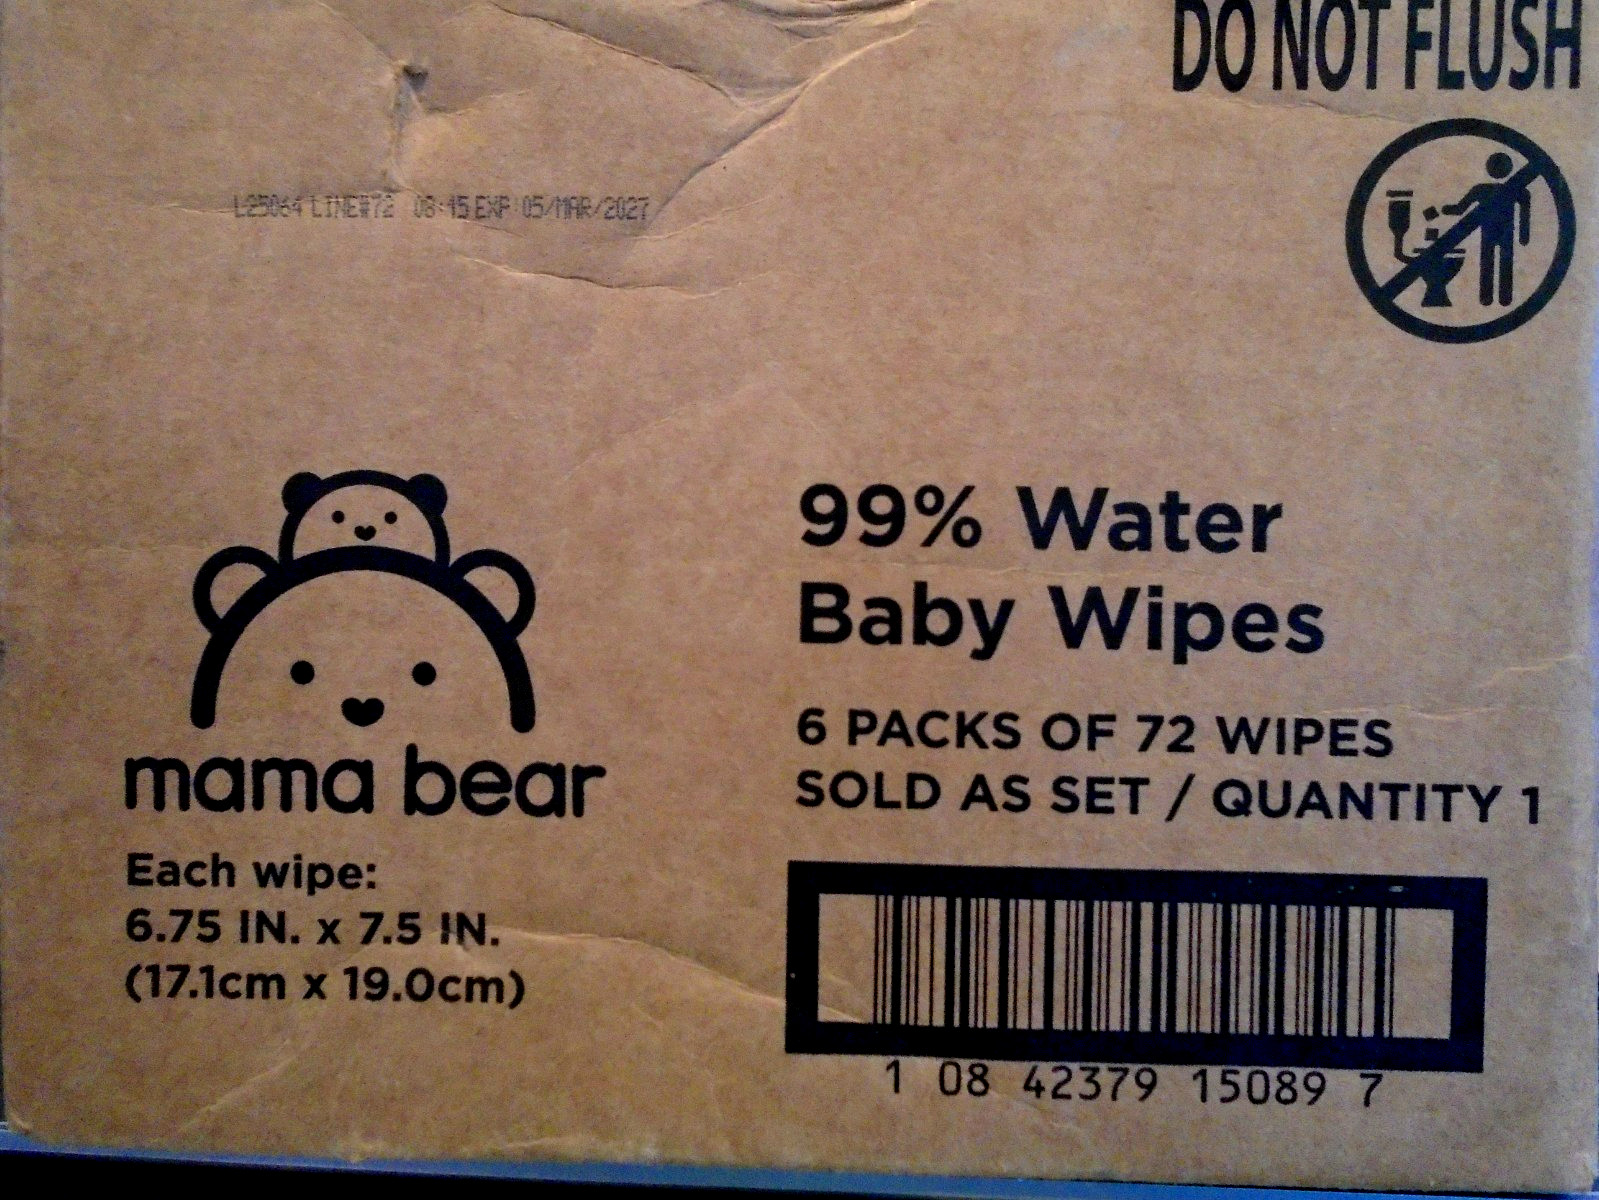 DO NOT FLUSH
L25064 LINE#72 08:45 EXP 05/MAR/2027
99% Water
Baby Wipes
6 PACKS OF 72 WIPES
SOLD AS SET / QUANTITY 1
mama bear
Each wipe:
6.75 IN. x 7.5 IN.
(17.1cm x 19.0cm)
1 08 42379 15089 7